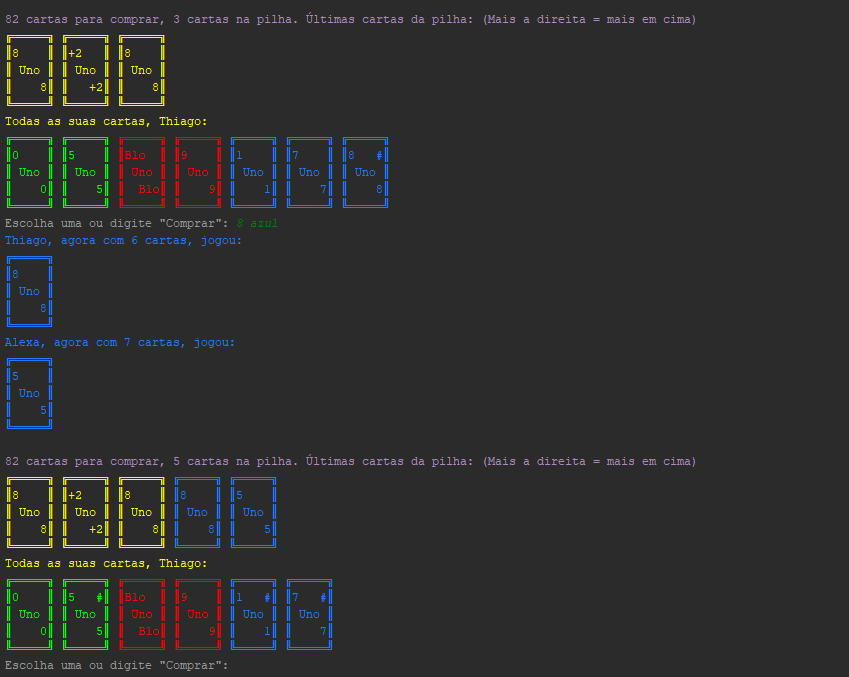 82 cartas para comprar, 3 cartas na pilha. Últimas cartas da pilha: (Mais a direita = mais em cima)
8 +2 8
Uno Uno Uno
8 +2 8
Todas as suas cartas, Thiago:
0 5 Blo 9 1 7 8 #
Uno Uno Uno Uno Uno Uno Uno
0 5 Blo 9 1 7 8
Escolha uma ou digite "Comprar": 8 azul
Thiago, agora com 6 cartas, jogou:
8
Uno
8
Alexa, agora com 7 cartas, jogou:
5
Uno
5
82 cartas para comprar, 5 cartas na pilha. Últimas cartas da pilha: (Mais a direita = mais em cima)
8 +2 8 8 5
Uno Uno Uno Uno Uno
8 +2 8 8 5
Todas as suas cartas, Thiago:
0 5 # Blo 9 1 # 7 #
Uno Uno Uno Uno Uno Uno
0 5 Blo 9 1 7
Escolha uma ou digite "Comprar":